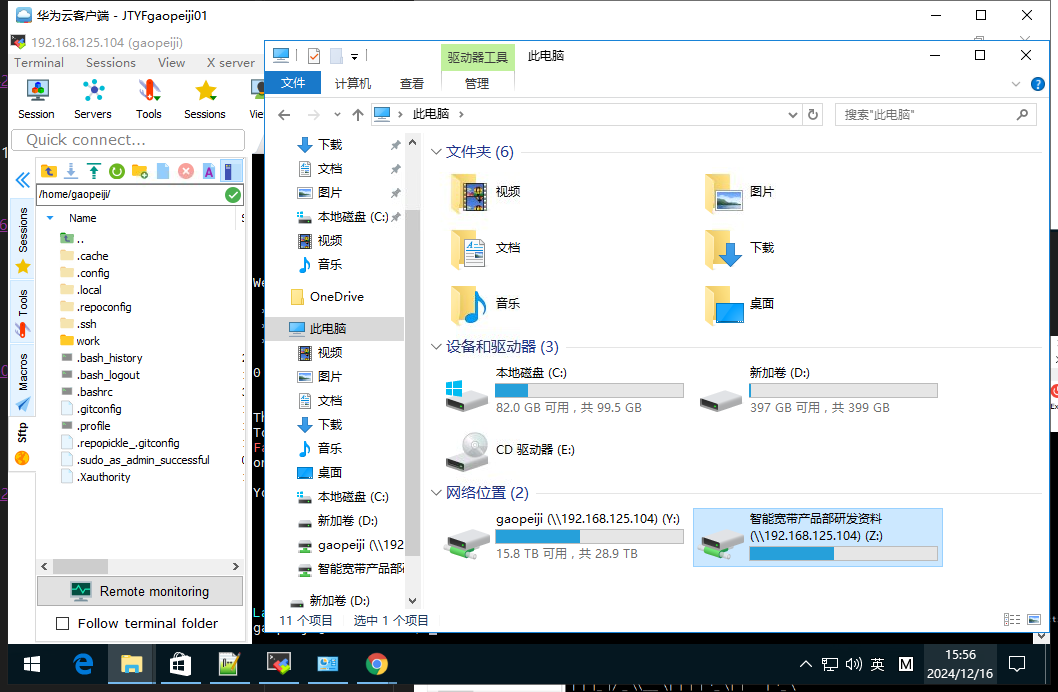 华为云客户端 - JTYFgaopeiji01
192.168.125.104 (gaopeiji)
Terminal Sessions View X server
Session Servers Tools Sessions
Quick connect...
/home/gaopeiji/
Name
..
.cache
.config
.local
.repoconfig
.ssh
work
.bash_history
.bash_logout
.bashrc
.gitconfig
.profile
.repopickle_.gitconfig
.sudo_as_admin_successful
.Xauthority
Sessions
Tools
Macros
Sftp
Remote monitoring
Follow terminal folder
驱动器工具 此电脑
文件 计算机 查看 管理
此电脑
搜索"此电脑"
下载
文档
图片
本地磁盘 (C:)
视频
音乐
OneDrive
此电脑
视频
图片
文档
下载
音乐
桌面
本地磁盘 (C:)
新加卷 (D:)
gaopeiji (\\192
智能宽带产品部
新加卷 (D:)
文件夹 (6)
视频 图片
文档 下载
音乐 桌面
设备和驱动器 (3)
本地磁盘 (C:)
82.0 GB 可用，共 99.5 GB
新加卷 (D:)
397 GB 可用，共 399 GB
CD 驱动器 (E:)
网络位置 (2)
gaopeiji (\\192.168.125.104) (Y:)
15.8 TB 可用，共 28.9 TB
智能宽带产品部研发资料
(\\192.168.125.104) (Z:)
11 个项目 选中 1 个项目
英 M
15:56
2024/12/16